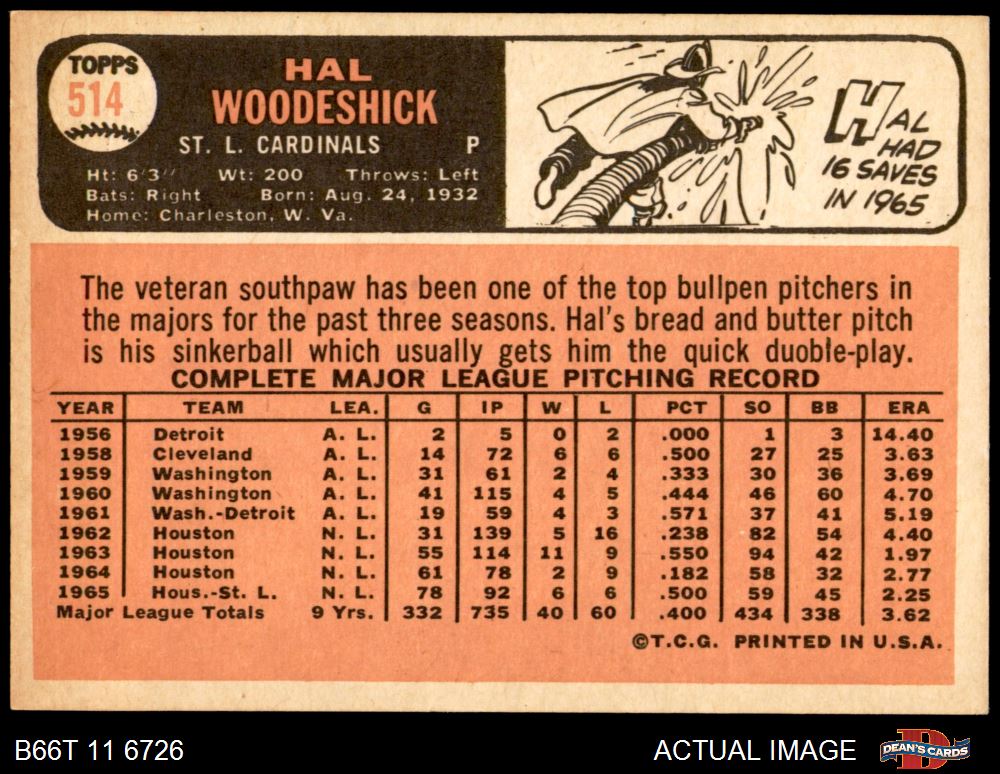 TOPPS
514
HAL
WOODESHICK
ST. L. CARDINALS P
Ht: 6'3" Wt: 200 Throws: Left
Bats: Right Born: Aug. 24, 1932
Home: Charleston, W. Va.
HAL
HAD
16 SAVES
IN 1965
The veteran southpaw has been one of the top bullpen pitchers in
the majors for the past three seasons. Hal's bread and butter pitch
is his sinkerball which usually gets him the quick duoble-play.
COMPLETE MAJOR LEAGUE PITCHING RECORD
YEAR TEAM LEA. G IP W L PCT SO BB ERA
1956 Detroit A. L. 2 5 0 2 .000 1 3 14.40
1958 Cleveland A. L. 14 72 6 6 .500 27 25 3.63
1959 Washington A. L. 31 61 2 4 .333 30 36 3.69
1960 Washington A. L. 41 115 4 5 .444 46 60 4.70
1961 Wash.-Detroit A. L. 19 59 4 3 .571 37 41 5.19
1962 Houston N. L. 31 139 5 16 .238 82 54 4.40
1963 Houston N. L. 55 114 11 9 .550 94 42 1.97
1964 Houston N. L. 61 78 2 9 .182 58 32 2.77
1965 Hous.-St. L. N. L. 78 92 6 6 .500 59 45 2.25
Major League Totals 9 Yrs. 332 735 40 60 .400 434 338 3.62
©T.C.G. PRINTED IN U.S.A.
B66T 11 6726 ACTUAL IMAGE DEAN'S CARDS